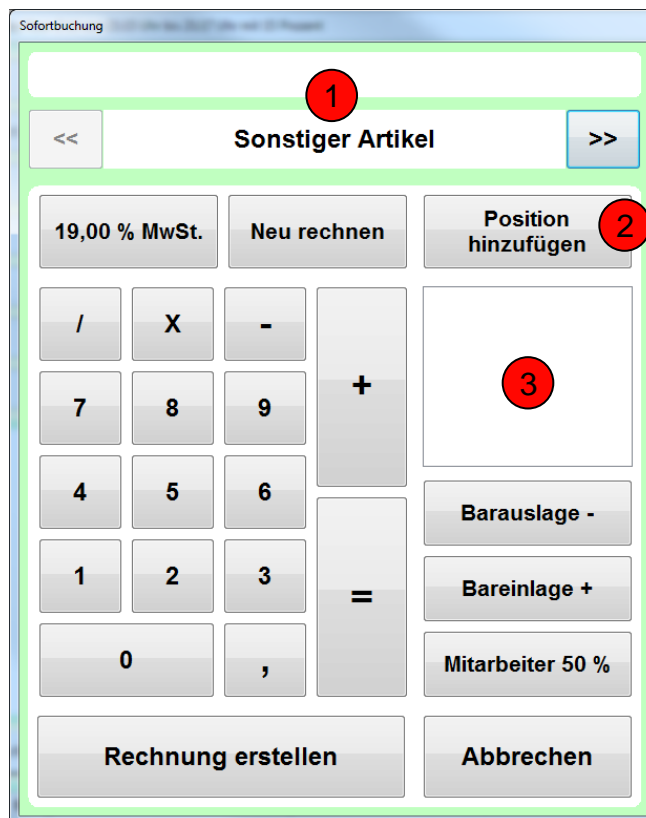 Sofortbuchung
1
<< Sonstiger Artikel >>
19,00 % MwSt. Neu rechnen Position
hinzufügen 2
/ X - +
7 8 9 3
4 5 6
Barauslage -
1 2 3 = Bareinlage +
0 , Mitarbeiter 50 %
Rechnung erstellen Abbrechen